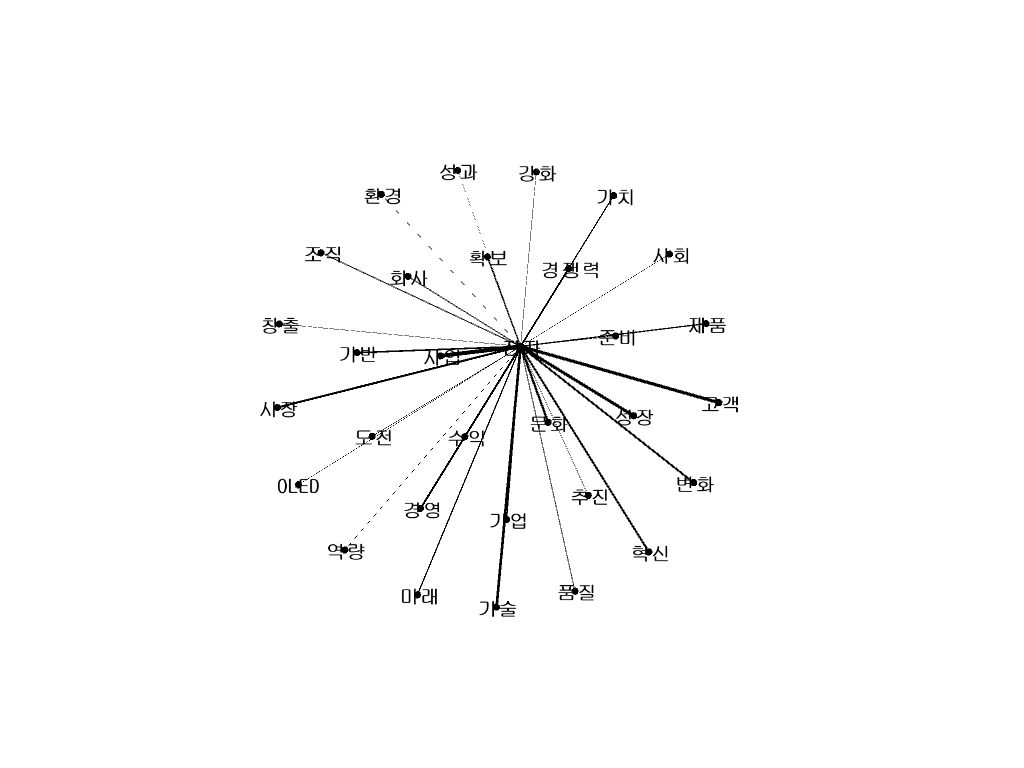 성과
강화
환경
가치
조직
확보
사회
회사
경쟁력
창출
제품
준비
기반
사업
시장
고객
성장
문화
도전
수익
OLED
변화
추진
경영
기업
역량
혁신
미래
품질
기술